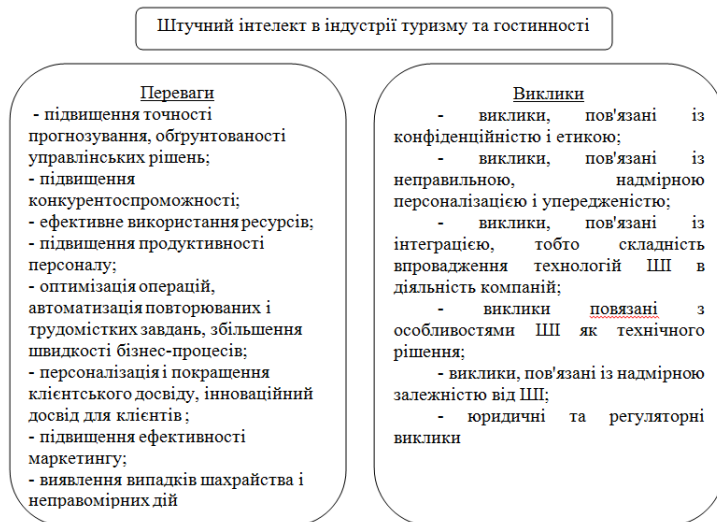 Штучний інтелект в індустрії туризму та гостинності
Переваги
- підвищення точності
прогнозування, обґрунтованості
управлінських рішень;
- підвищення
конкурентоспроможності;
- ефективне використання ресурсів;
- підвищення продуктивності
персоналу;
- оптимізація операцій,
автоматизація повторюваних і
трудомістких завдань, збільшення
швидкості бізнес-процесів;
- персоналізація і покращення
клієнтського досвіду, інноваційний
досвід для клієнтів;
- підвищення ефективності
маркетингу;
- виявлення випадків шахрайства і
неправомірних дій
Виклики
- виклики, пов'язані із
конфіденційністю і етикою;
- виклики, пов'язані із
неправильною, надмірною
персоналізацією і упередженістю;
- виклики, пов'язані із
інтеграцією, тобто складність
впровадження технологій ШІ в
діяльність компаній;
- виклики повязані з
особливостями ШІ як технічного
рішення;
- виклики, пов'язані із надмірною
залежністю від ШІ;
- юридичні та регуляторні
виклики